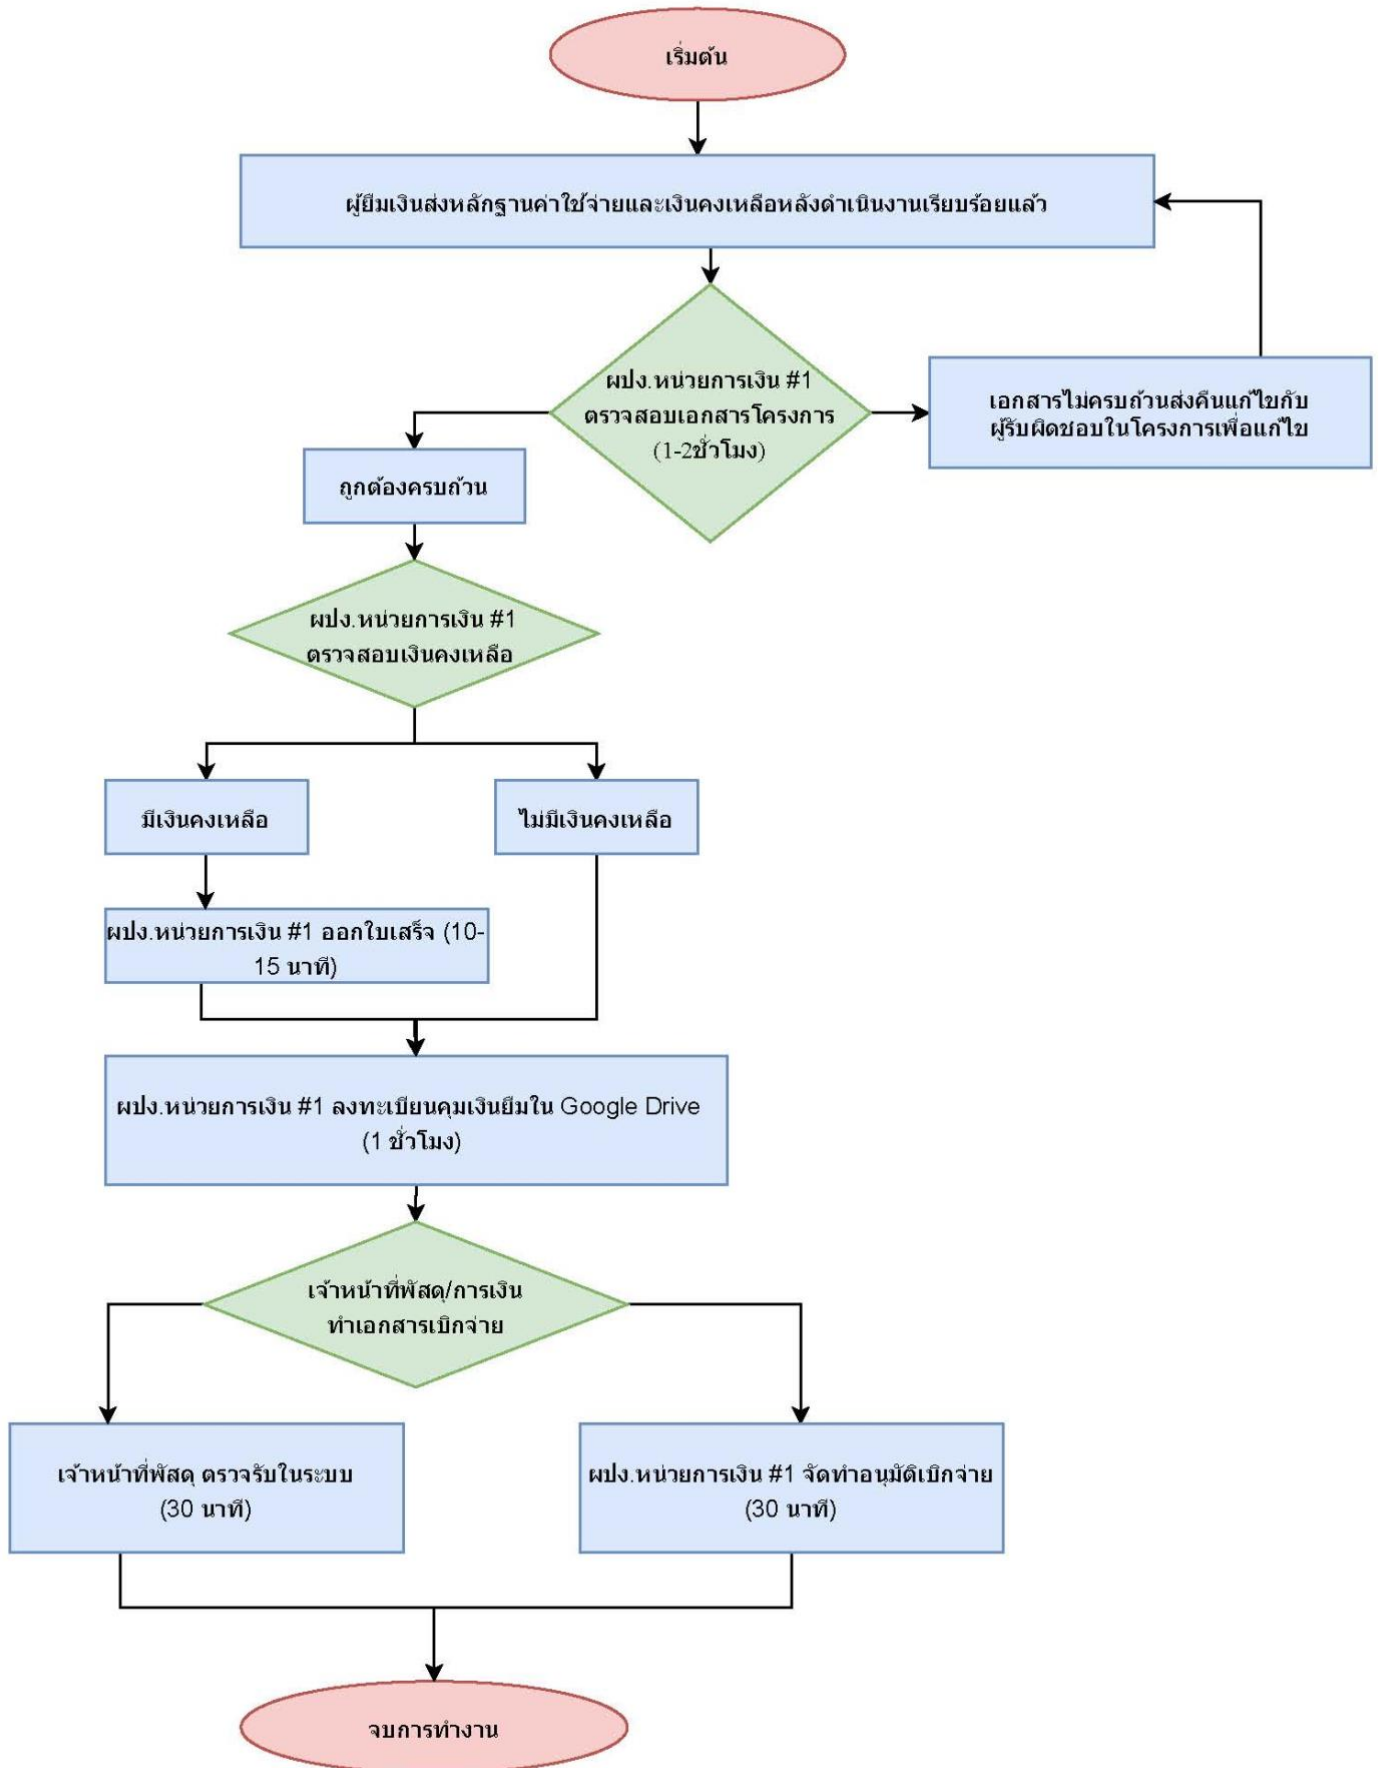 เริ่มต้น
ผู้ยืมเงินส่งหลักฐานค่าใช้จ่ายและเงินคงเหลือหลังดำเนินงานเรียบร้อยแล้ว
ผปง.หน่วยการเงิน #1
ตรวจสอบเอกสารโครงการ
(1-2ชั่วโมง)
เอกสารไม่ครบถ้วนส่งคืนแก้ไขกับ
ผู้รับผิดชอบในโครงการเพื่อแก้ไข
ถูกต้องครบถ้วน
ผปง.หน่วยการเงิน #1
ตรวจสอบเงินคงเหลือ
มีเงินคงเหลือ
ไม่มีเงินคงเหลือ
ผปง.หน่วยการเงิน #1 ออกใบเสร็จ (10-
15 นาที)
ผปง.หน่วยการเงิน #1 ลงทะเบียนคุมเงินยืมใน Google Drive
(1 ชั่วโมง)
เจ้าหน้าที่พัสดุ/การเงิน
ทำเอกสารเบิกจ่าย
เจ้าหน้าที่พัสดุ ตรวจรับในระบบ
(30 นาที)
ผปง.หน่วยการเงิน #1 จัดทำอนุมัติเบิกจ่าย
(30 นาที)
จบการทำงาน